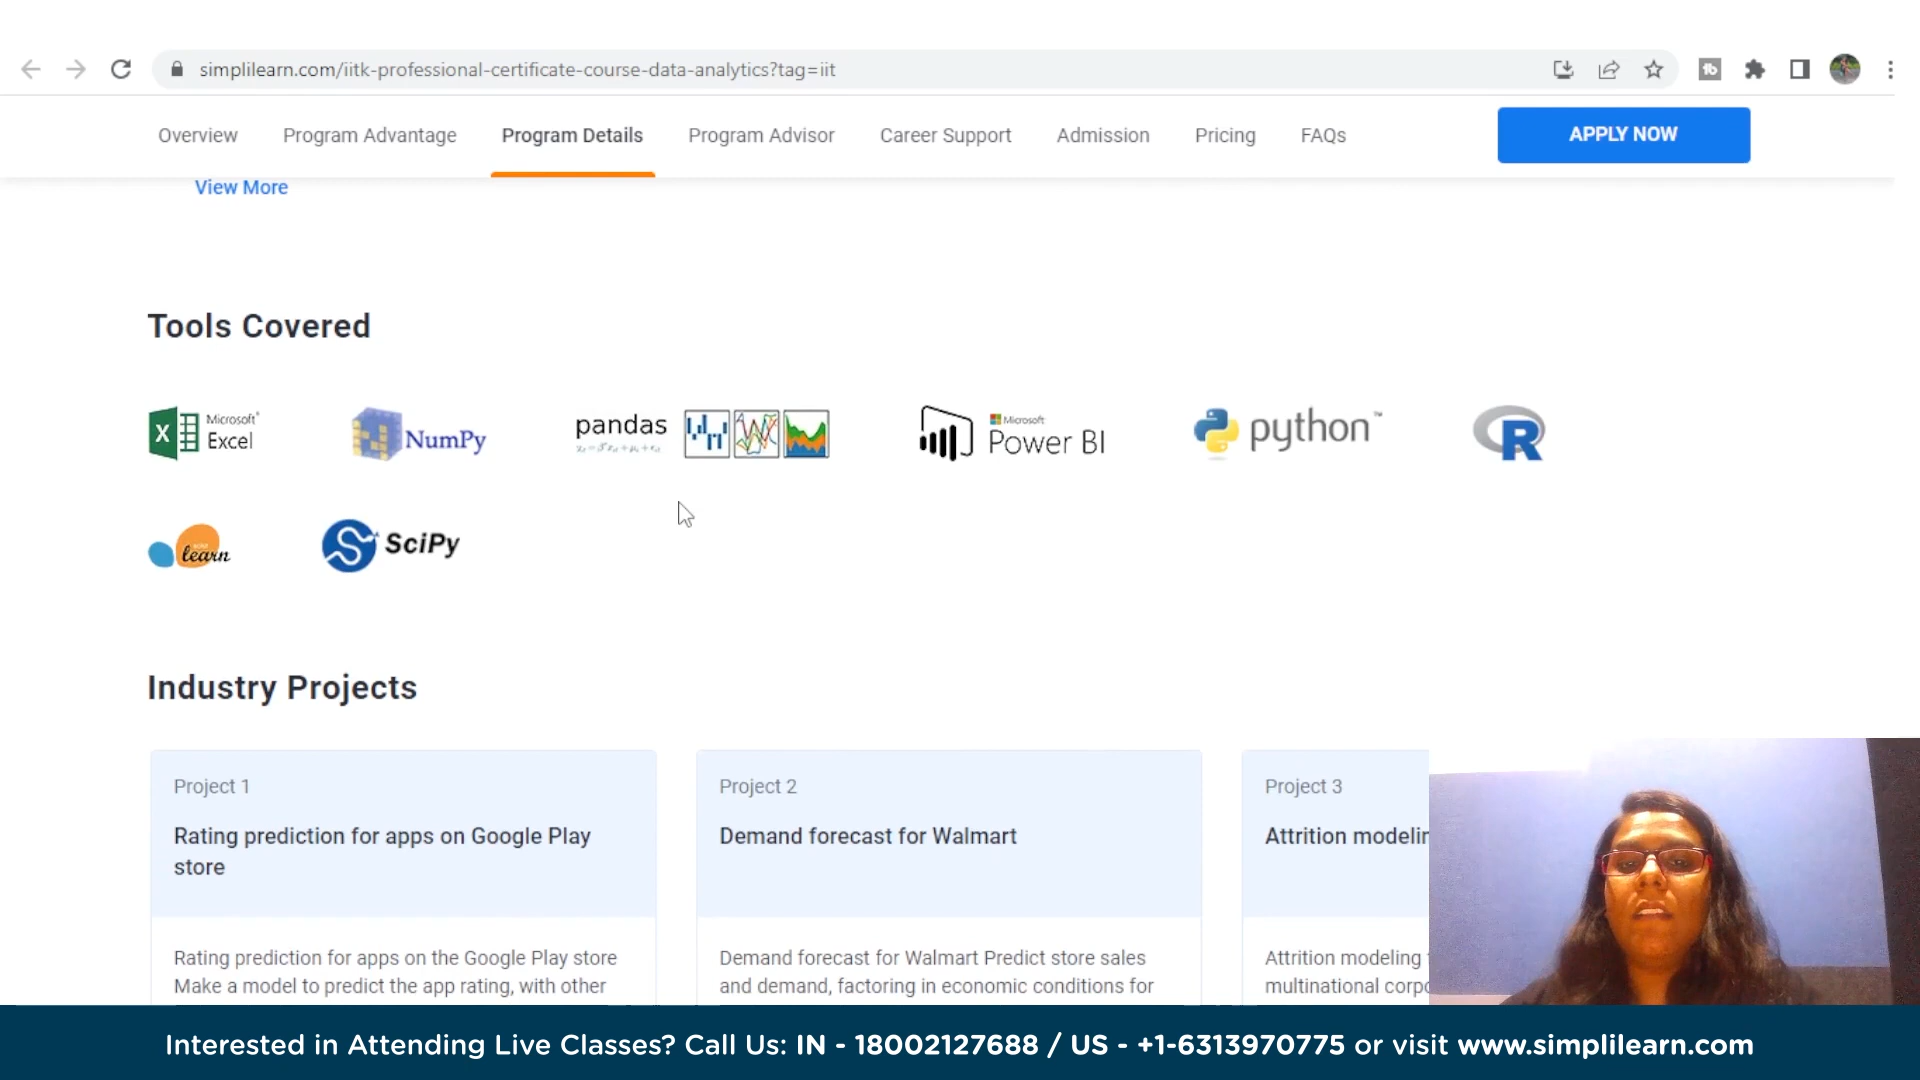 simplilearn.com/iitk-professional-certificate-course-data-analytics?tag=iit
Overview Program Advantage Program Details Program Advisor Career Support Admission Pricing FAQs APPLY NOW
View More
Tools Covered
Microsoft
Excel
NumPy
pandas
Microsoft
Power BI
python™
R
learn
SciPy
Industry Projects
Project 1
Rating prediction for apps on Google Play
store
Rating prediction for apps on the Google Play store
Make a model to predict the app rating, with other
Project 2
Demand forecast for Walmart
Demand forecast for Walmart Predict store sales
and demand, factoring in economic conditions for
Project 3
Attrition
Attrition modeling
multinational
Interested in Attending Live Classes? Call Us: IN - 18002127688 / US - +1-6313970775 or visit www.simplilearn.com